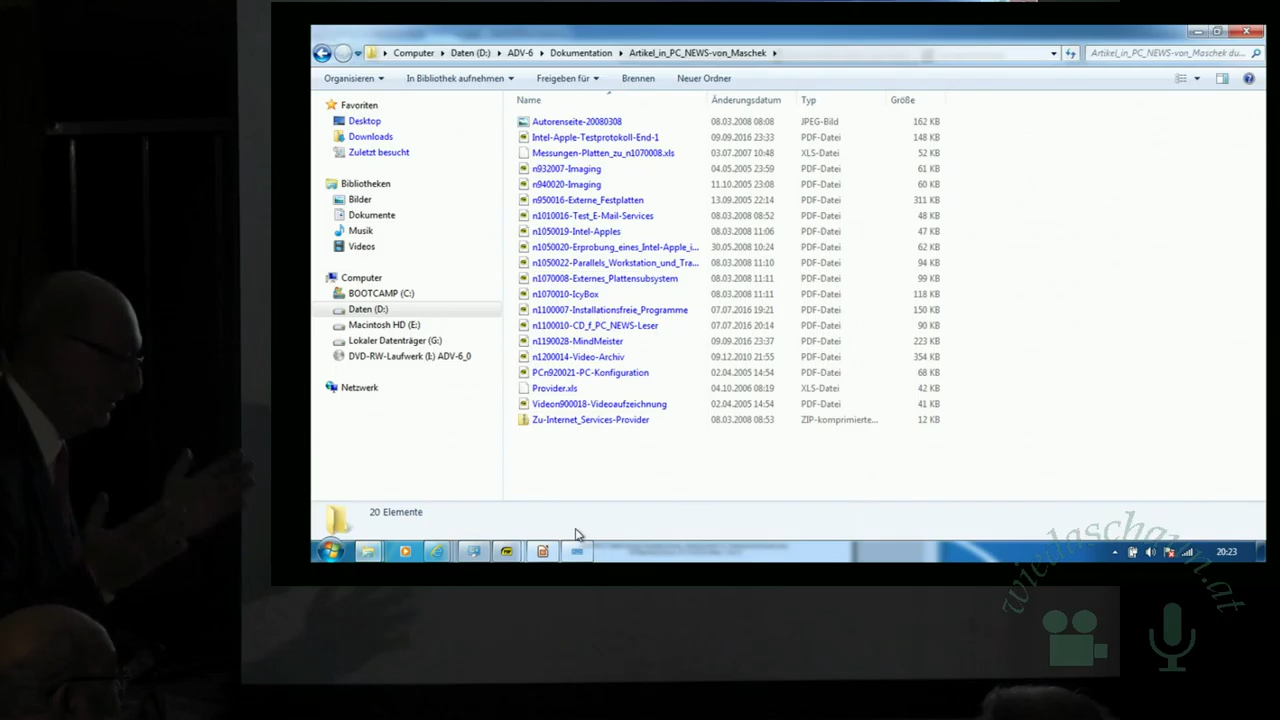 Computer ▸ Daten (D:) ▸ ADV-6 ▸ Dokumentation ▸ Artikel_in_PC_NEWS-von_Maschek ▸
Artikel_in_PC_NEWS-von_Maschek du...
Organisieren ▾ In Bibliothek aufnehmen ▾ Freigeben für ▾ Brennen Neuer Ordner
Favoriten
Desktop
Downloads
Zuletzt besucht
Bibliotheken
Bilder
Dokumente
Musik
Videos
Computer
BOOTCAMP (C:)
Daten (D:)
Macintosh HD (E:)
Lokaler Datenträger (G:)
DVD-RW-Laufwerk (I:) ADV-6_0
Netzwerk
Name Änderungsdatum Typ Größe
Autorenseite-20080308 08.03.2008 08:08 JPEG-Bild 162 KB
Intel-Apple-Testprotokoll-End-1 09.09.2016 23:33 PDF-Datei 148 KB
Messungen-Platten_zu_n1070008.xls 03.07.2007 10:48 XLS-Datei 52 KB
n932007-Imaging 04.05.2005 23:59 PDF-Datei 61 KB
n940020-Imaging 11.10.2005 23:08 PDF-Datei 60 KB
n950016-Externe_Festplatten 13.09.2005 22:14 PDF-Datei 311 KB
n1010016-Test_E-Mail-Services 08.03.2008 08:52 PDF-Datei 48 KB
n1050019-Intel-Apples 08.03.2008 11:06 PDF-Datei 47 KB
n1050020-Erprobung_eines_Intel-Apple_i... 30.05.2008 10:24 PDF-Datei 62 KB
n1050022-Parallels_Workstation_und_Tra... 08.03.2008 11:10 PDF-Datei 94 KB
n1070008-Externes_Plattensubsystem 08.03.2008 11:11 PDF-Datei 99 KB
n1070010-IcyBox 08.03.2008 11:11 PDF-Datei 118 KB
n1100007-Installationsfreie_Programme 07.07.2016 19:21 PDF-Datei 150 KB
n1100010-CD_f_PC_NEWS-Leser 07.07.2016 20:14 PDF-Datei 90 KB
n1190028-MindMeister 09.09.2016 23:37 PDF-Datei 223 KB
n1200014-Video-Archiv 09.12.2010 21:55 PDF-Datei 354 KB
PCn920021-PC-Konfiguration 02.04.2005 14:54 PDF-Datei 68 KB
Provider.xls 04.10.2006 08:19 XLS-Datei 42 KB
Videon900018-Videoaufzeichnung 02.04.2005 14:54 PDF-Datei 41 KB
Zu-Internet_Services-Provider 08.03.2008 08:53 ZIP-komprimierte... 12 KB
20 Elemente
20:23
wiedaschaun.at